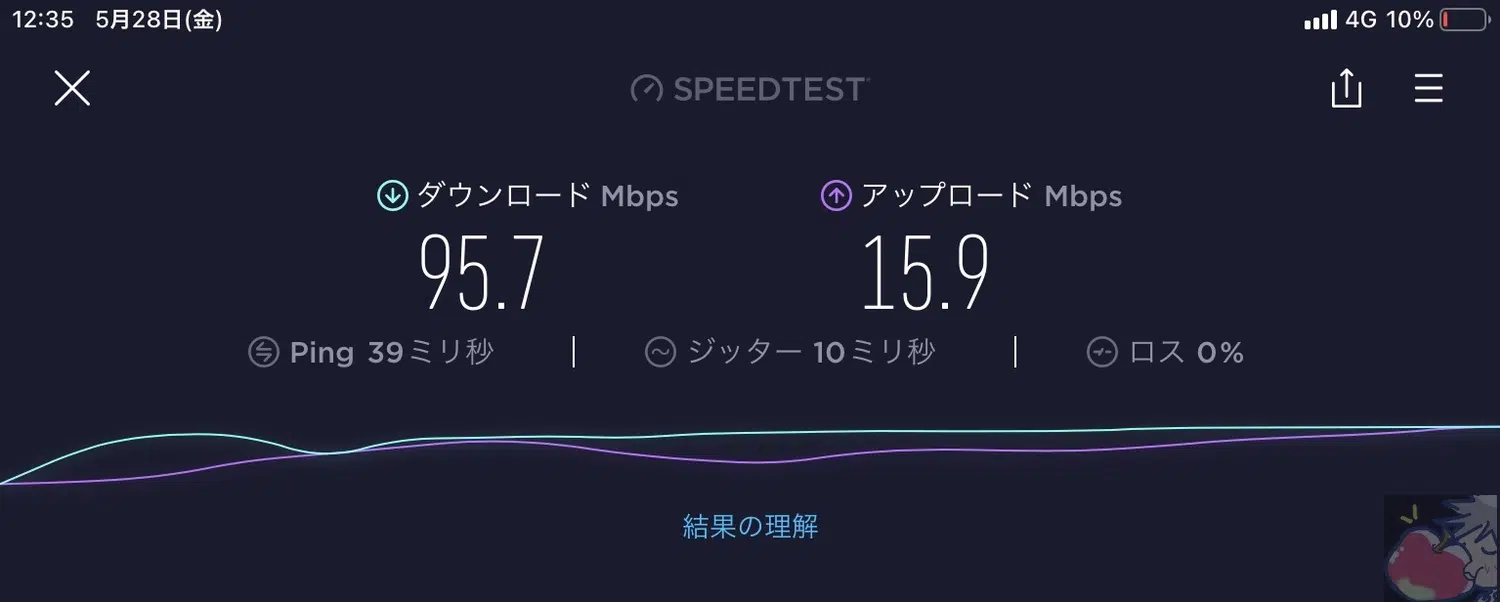 12:35 5月28日(金) 4G 10%
SPEEDTEST
ダウンロード Mbps アップロード Mbps
95.7 15.9
Ping 39ミリ秒 ジッター 10ミリ秒 ロス 0%
結果の理解